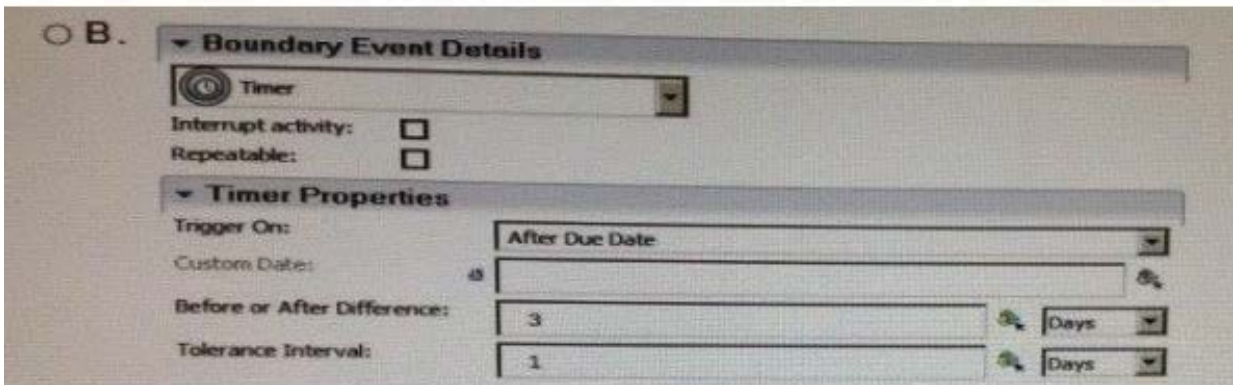 B.
Boundary Event Details
Timer
Interrupt activity:
Repeatable:
Timer Properties
Trigger On: After Due Date
Custom Date:
Before or After Difference: 3 Days
Tolerance Interval: 1 Days